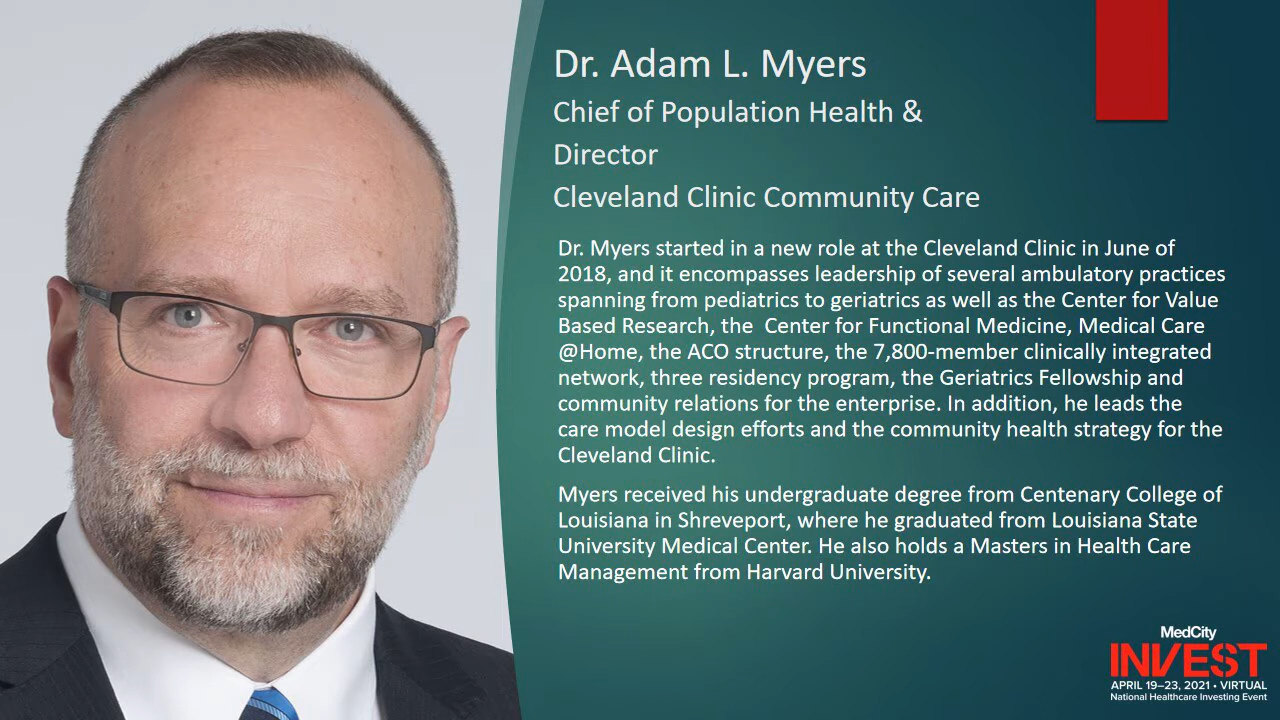 Dr. Adam L. Myers
Chief of Population Health &
Director
Cleveland Clinic Community Care
Dr. Myers started in a new role at the Cleveland Clinic in June of
2018, and it encompasses leadership of several ambulatory practices
spanning from pediatrics to geriatrics as well as the Center for Value
Based Research, the  Center for Functional Medicine, Medical Care
@Home, the ACO structure, the 7,800-member clinically integrated
network, three residency program, the Geriatrics Fellowship and
community relations for the enterprise. In addition, he leads the
care model design efforts and the community health strategy for the
Cleveland Clinic.
Myers received his undergraduate degree from Centenary College of
Louisiana in Shreveport, where he graduated from Louisiana State
University Medical Center. He also holds a Masters in Health Care
Management from Harvard University.
MedCity
INVEST
APRIL 19–23, 2021 • VIRTUAL
National Healthcare Investing Event